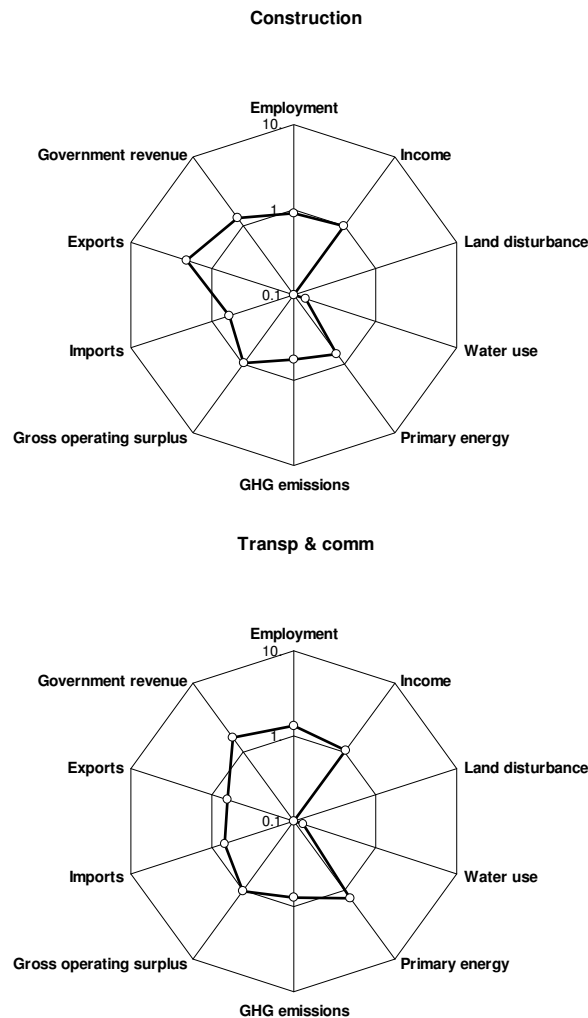 Construction
Employment
10.
Government revenue
Income
1
Exports
Land disturbance
0.1
Imports
Water use
Gross operating surplus
Primary energy
GHG emissions
Transp & comm
Employment
10.
Government revenue
Income
1
Exports
Land disturbance
0.1
Imports
Water use
Gross operating surplus
Primary energy
GHG emissions